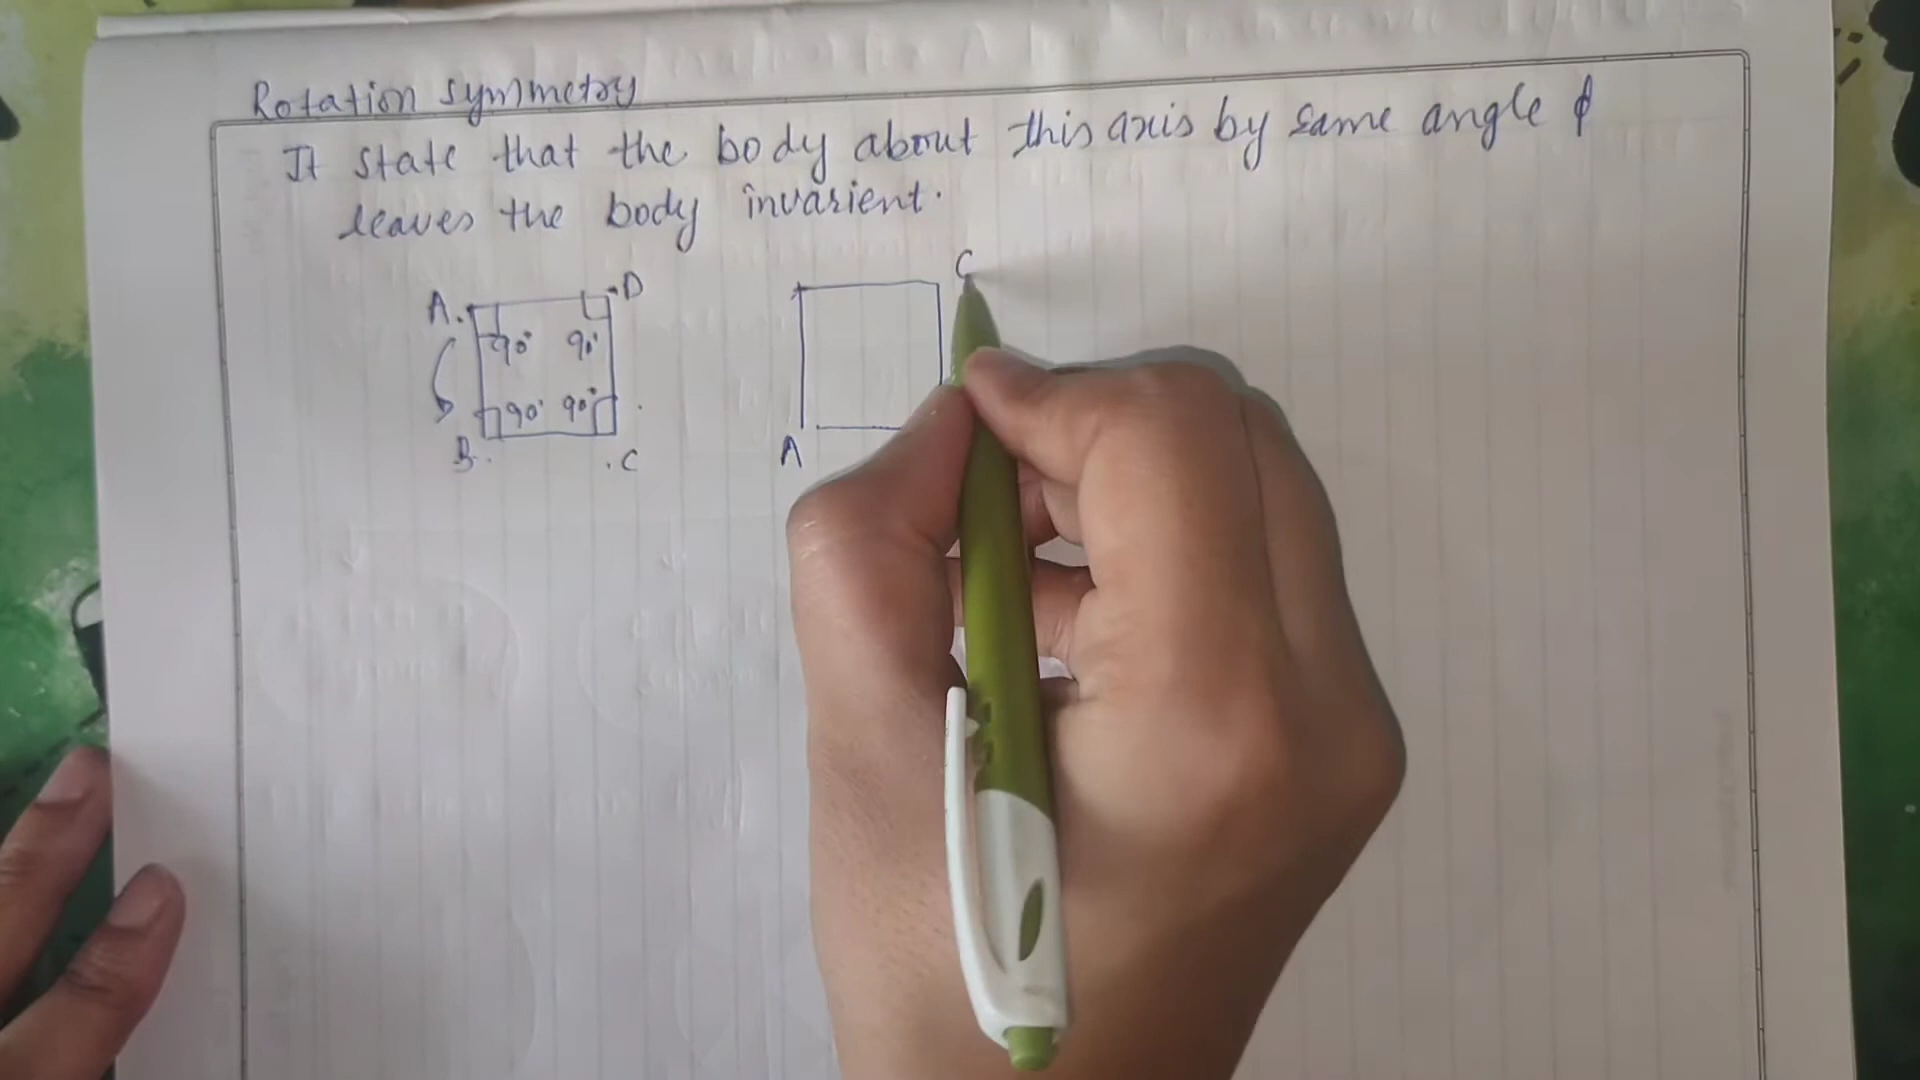 Rotation symmetry
It state that the body about this axis by same angle ϕ
leaves the body invarient.
A. D C
90° 90°
90° 90°
B. .C A